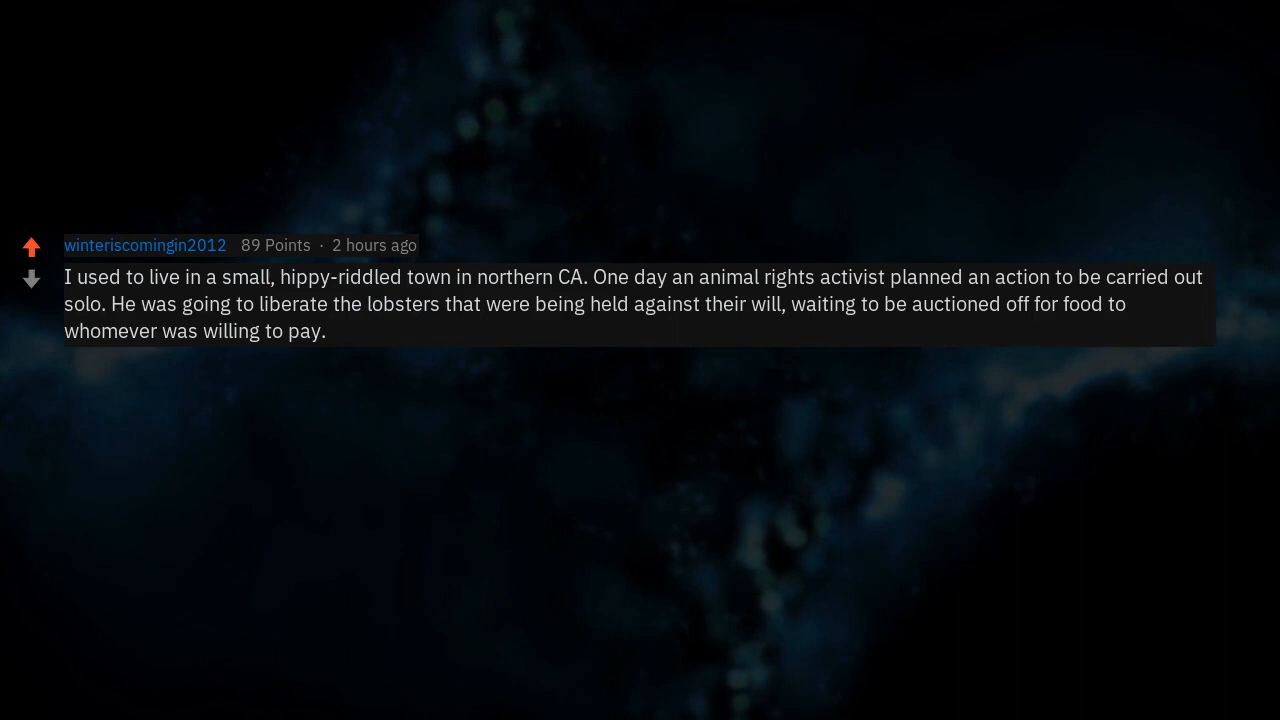 winteriscomingin2012 89 Points · 2 hours ago
I used to live in a small, hippy-riddled town in northern CA. One day an animal rights activist planned an action to be carried out
solo. He was going to liberate the lobsters that were being held against their will, waiting to be auctioned off for food to
whomever was willing to pay.